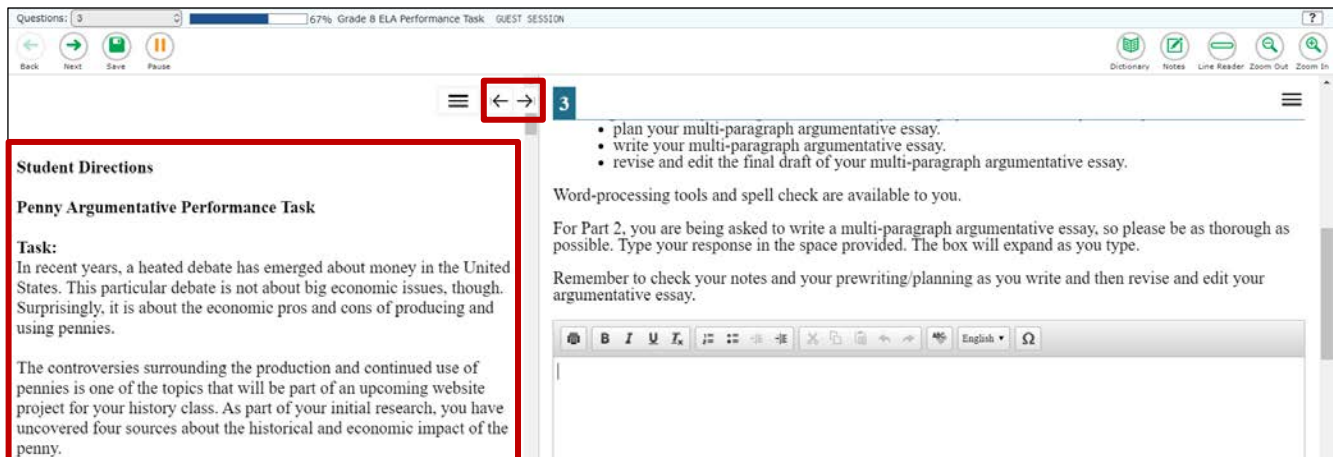 Questions: 3
67% Grade 8 ELA Performance Task GUEST SESSION
?
Back Next Save Pause
Dictionary Notes Line Reader Zoom Out Zoom In
Student Directions
Penny Argumentative Performance Task
Task:
In recent years, a heated debate has emerged about money in the United
States. This particular debate is not about big economic issues, though.
Surprisingly, it is about the economic pros and cons of producing and
using pennies.
The controversies surrounding the production and continued use of
pennies is one of the topics that will be part of an upcoming website
project for your history class. As part of your initial research, you have
uncovered four sources about the historical and economic impact of the
penny.
3
• plan your multi-paragraph argumentative essay.
• write your multi-paragraph argumentative essay.
• revise and edit the final draft of your multi-paragraph argumentative essay.
Word-processing tools and spell check are available to you.
For Part 2, you are being asked to write a multi-paragraph argumentative essay, so please be as thorough as
possible. Type your response in the space provided. The box will expand as you type.
Remember to check your notes and your prewriting/planning as you write and then revise and edit your
argumentative essay.
B I U Tx English Ω